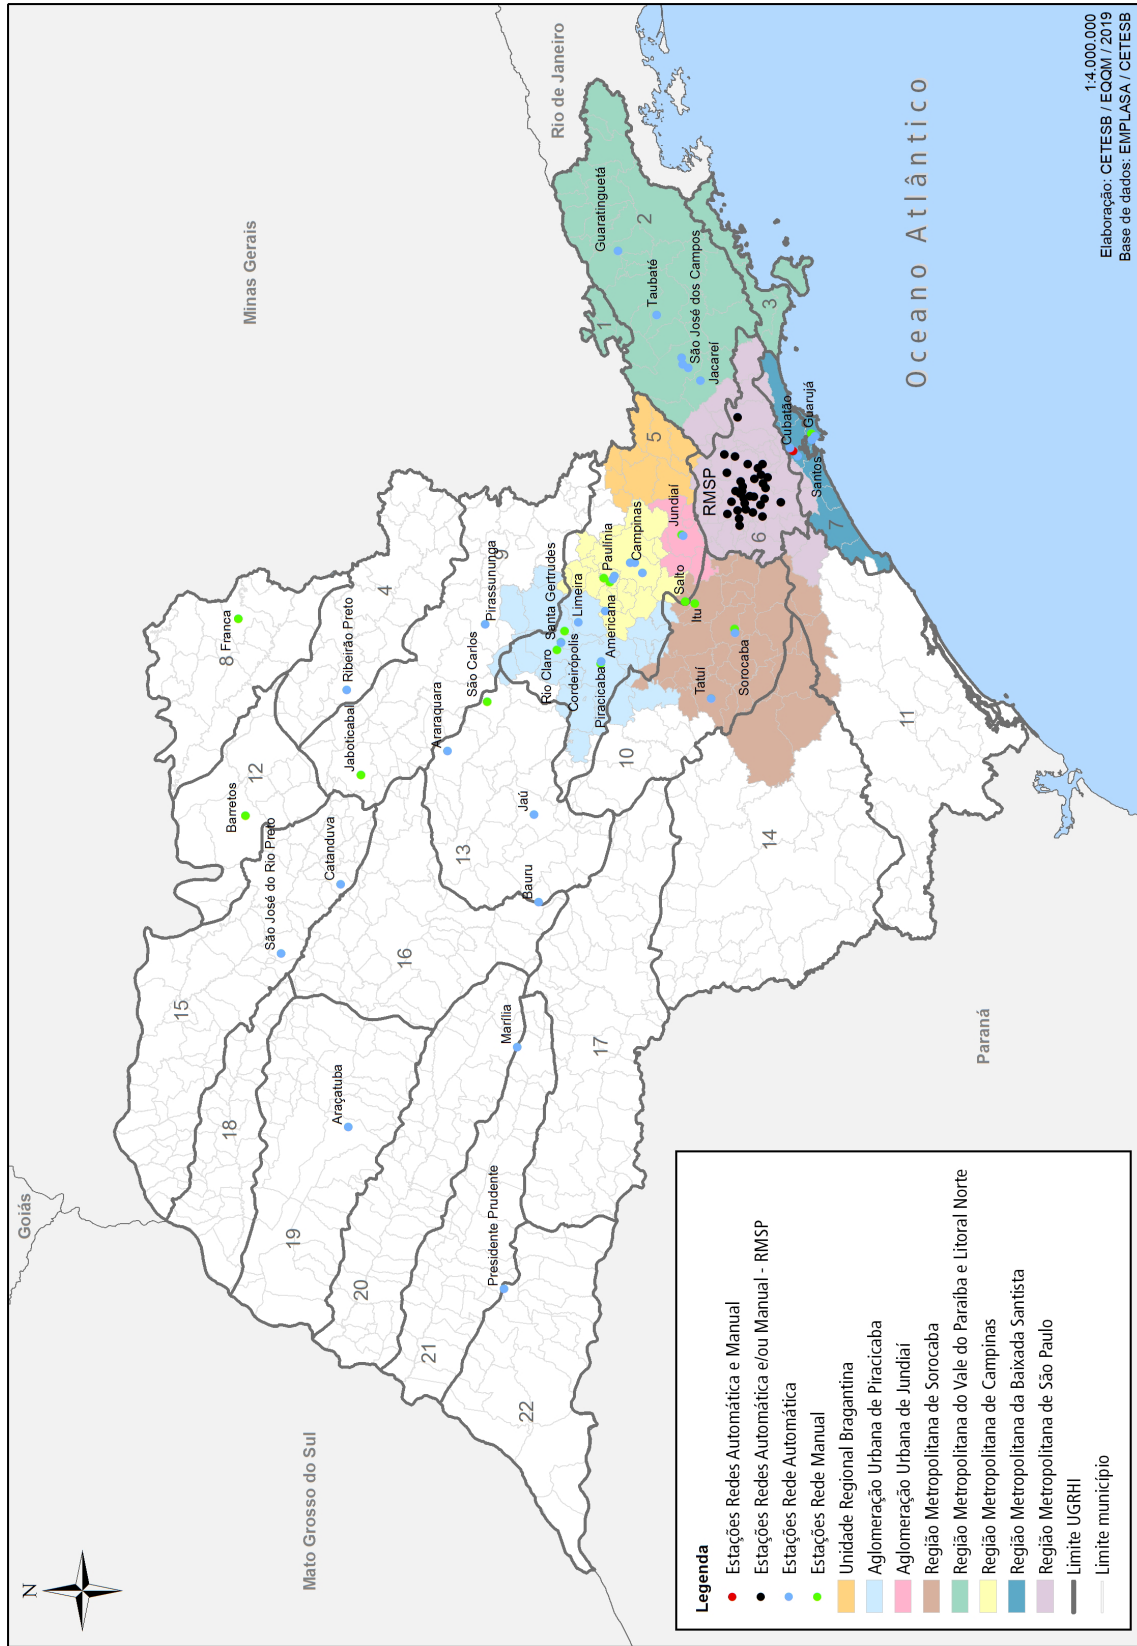 N
Goiás
Mato Grosso do Sul
Minas Gerais
Rio de Janeiro
Paraná
Oceano Atlântico
15
18
19
20
21
22
16
17
12
8
4
13
9
10
14
11
5
6
7
1
2
3
Barretos
Franca
São José do Rio Preto
Catanduva
Jaboticabal
Ribeirão Preto
Araçatuba
Araraquara
São Carlos
Pirassununga
Presidente Prudente
Marília
Bauru
Jaú
Rio Claro
Santa Gertrudes
Cordeirópolis
Limeira
Piracicaba
Americana
Paulínia
Campinas
Jundiaí
Salto
Itu
Tatuí
Sorocaba
RMSP
Guaratinguetá
Taubaté
São José dos Campos
Jacareí
Cubatão
Guarujá
Santos
Legenda
Estações Redes Automática e Manual
Estações Redes Automática e/ou Manual - RMSP
Estações Rede Automática
Estações Rede Manual
Unidade Regional Bragantina
Aglomeração Urbana de Piracicaba
Aglomeração Urbana de Jundiaí
Região Metropolitana de Sorocaba
Região Metropolitana do Vale do Paraíba e Litoral Norte
Região Metropolitana de Campinas
Região Metropolitana da Baixada Santista
Região Metropolitana de São Paulo
Limite UGRHI
Limite município
1:4.000.000
Elaboração: CETESB / EQQM / 2019
Base de dados: EMPLASA / CETESB